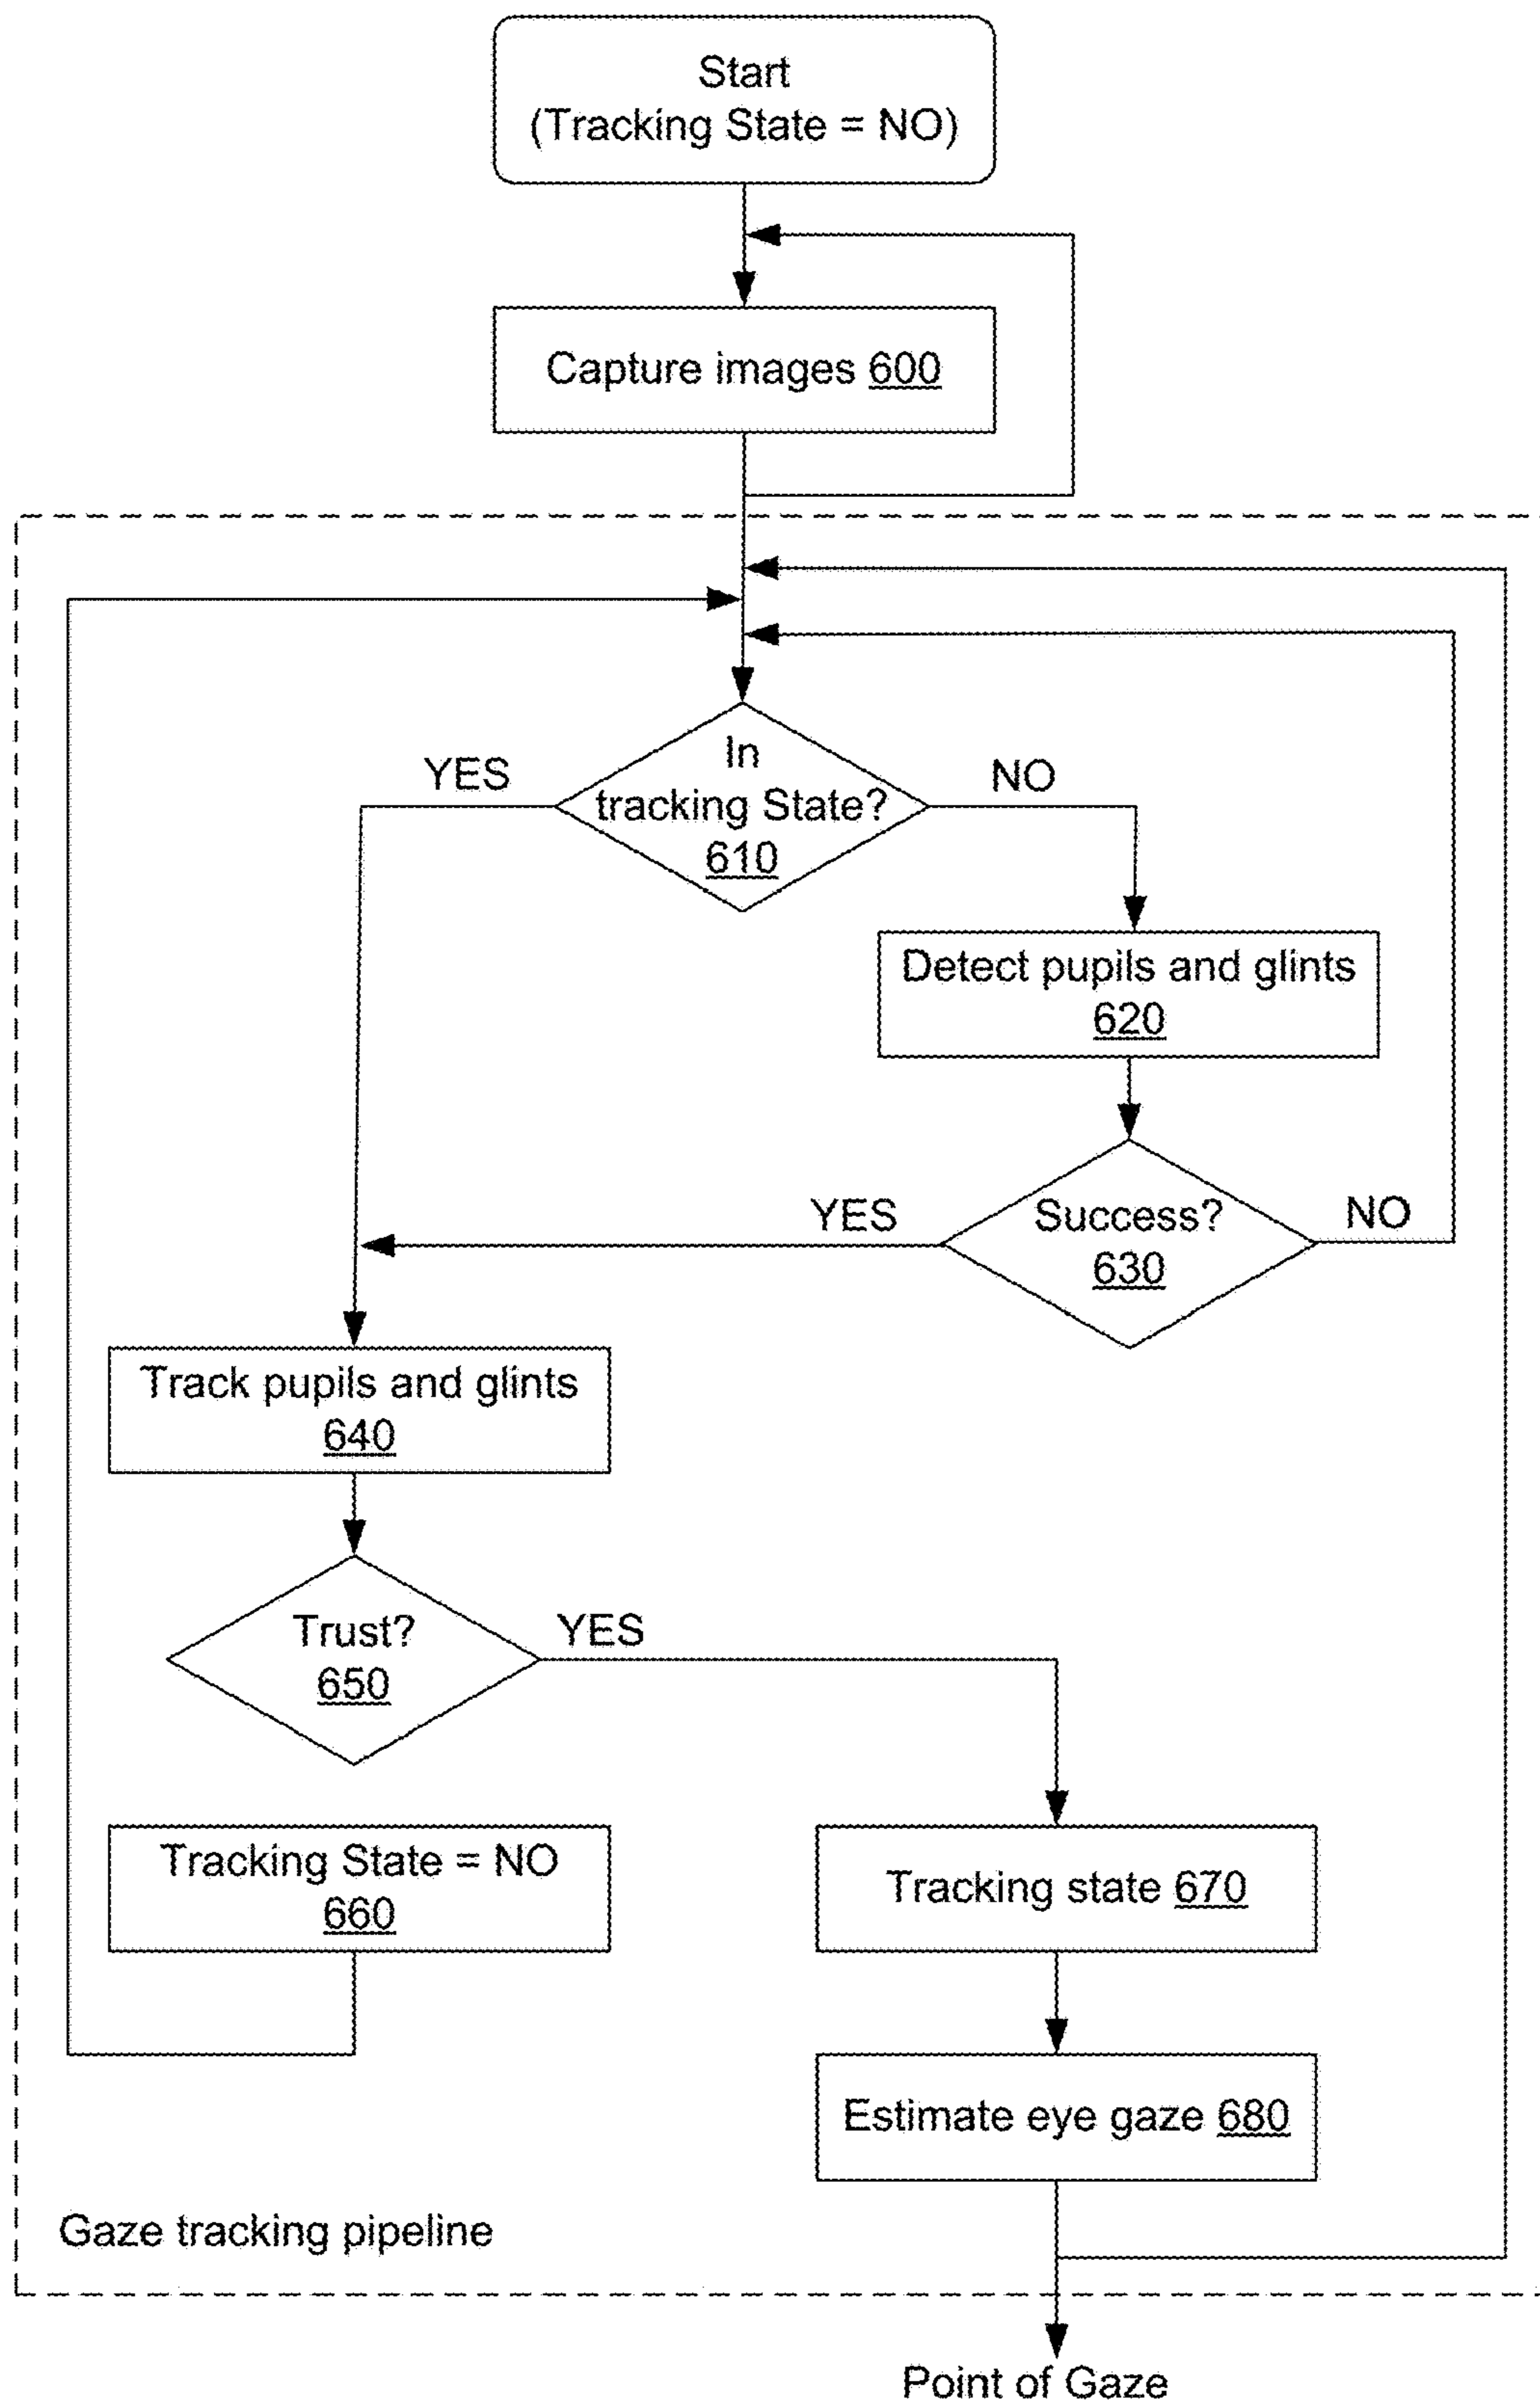 Start
(Tracking State = NO)
Capture images 600
In
YES
NO
tracking State?
610
Detect pupils and glints
620
YES
Success?
NO
630
Track pupils and glints
640
Trust?
YES
650
Tracking State = NO
660
Tracking state 670
Estimate eye gaze 680
Gaze tracking pipeline
Point of Gaze